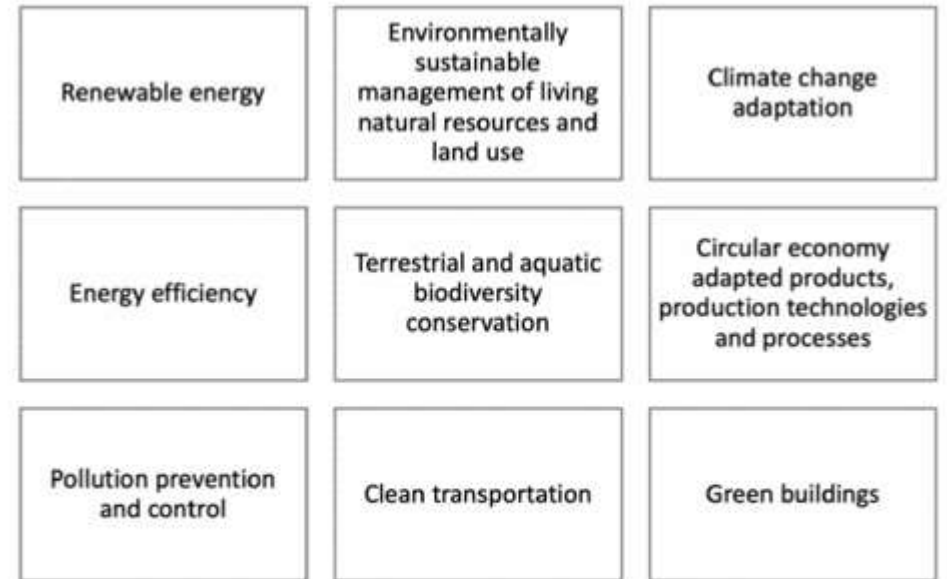 Renewable energy
Environmentally
sustainable
management of living
natural resources and
land use
Climate change
adaptation
Energy efficiency
Terrestrial and aquatic
biodiversity
conservation
Circular economy
adapted products,
production technologies
and processes
Pollution prevention
and control
Clean transportation
Green buildings